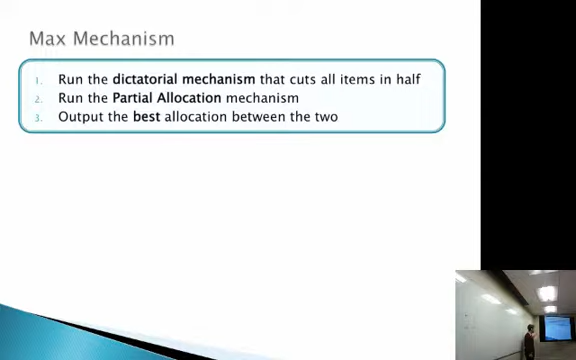 Max Mechanism
1. Run the dictatorial mechanism that cuts all items in half
2. Run the Partial Allocation mechanism
3. Output the best allocation between the two